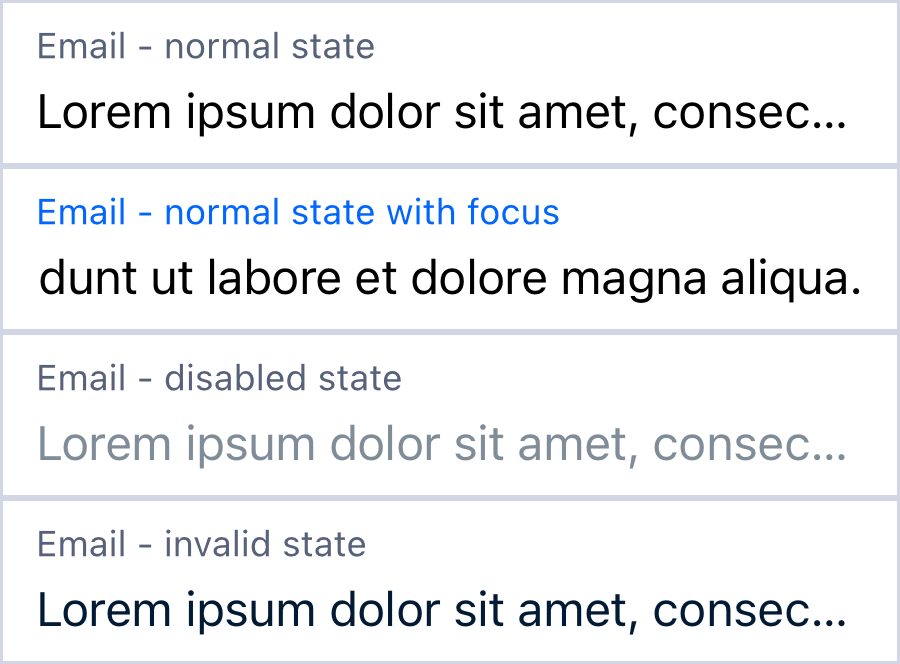 Email - normal state
Lorem ipsum dolor sit amet, consec...
Email - normal state with focus
dunt ut labore et dolore magna aliqua.
Email - disabled state
Lorem ipsum dolor sit amet, consec...
Email - invalid state
Lorem ipsum dolor sit amet, consec...